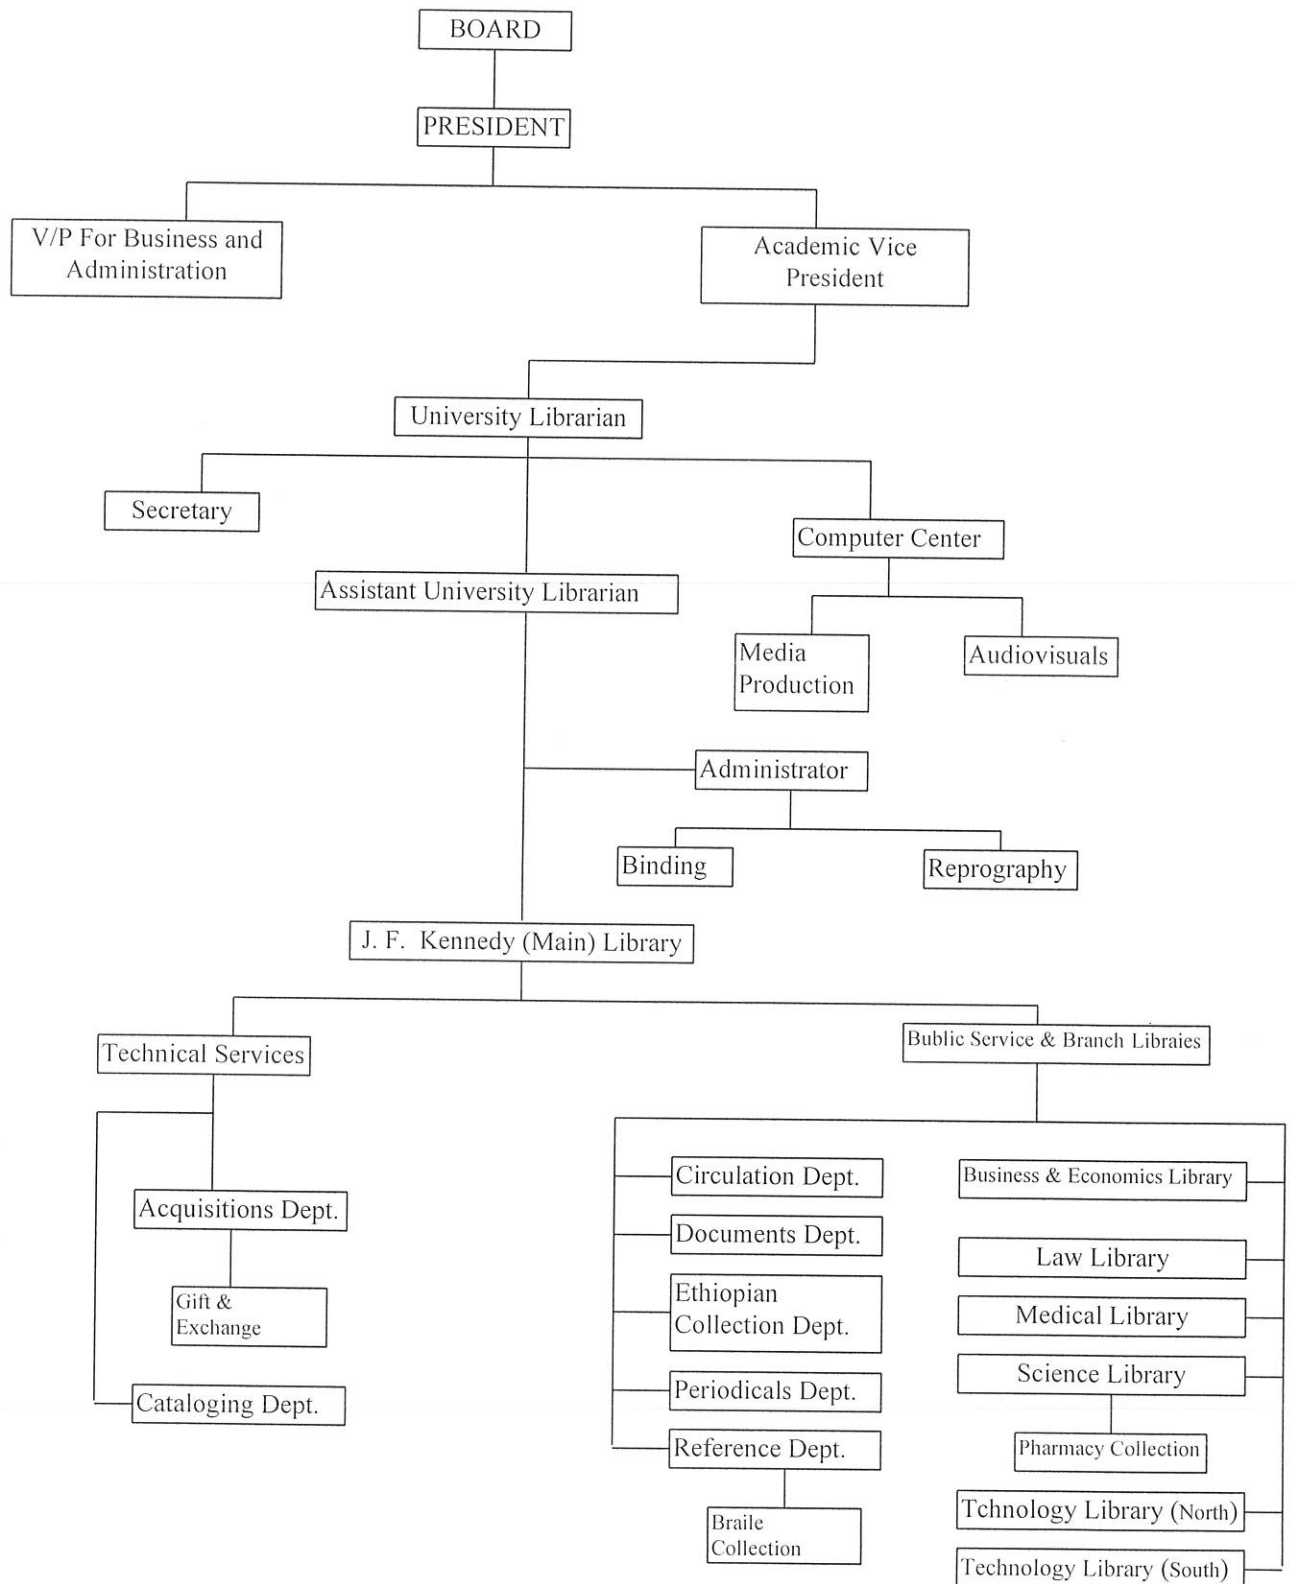 BOARD
PRESIDENT
V/P For Business and
Administration
Academic Vice
President
University Librarian
Secretary
Computer Center
Assistant University Librarian
Media
Production
Audiovisuals
Administrator
Binding
Reprography
J. F. Kennedy (Main) Library
Technical Services
Bublic Service & Branch Libraies
Acquisitions Dept.
Gift &
Exchange
Cataloging Dept.
Circulation Dept.
Documents Dept.
Ethiopian
Collection Dept.
Periodicals Dept.
Reference Dept.
Braile
Collection
Business & Economics Library
Law Library
Medical Library
Science Library
Pharmacy Collection
Tchnology Library (North)
Technology Library (South)